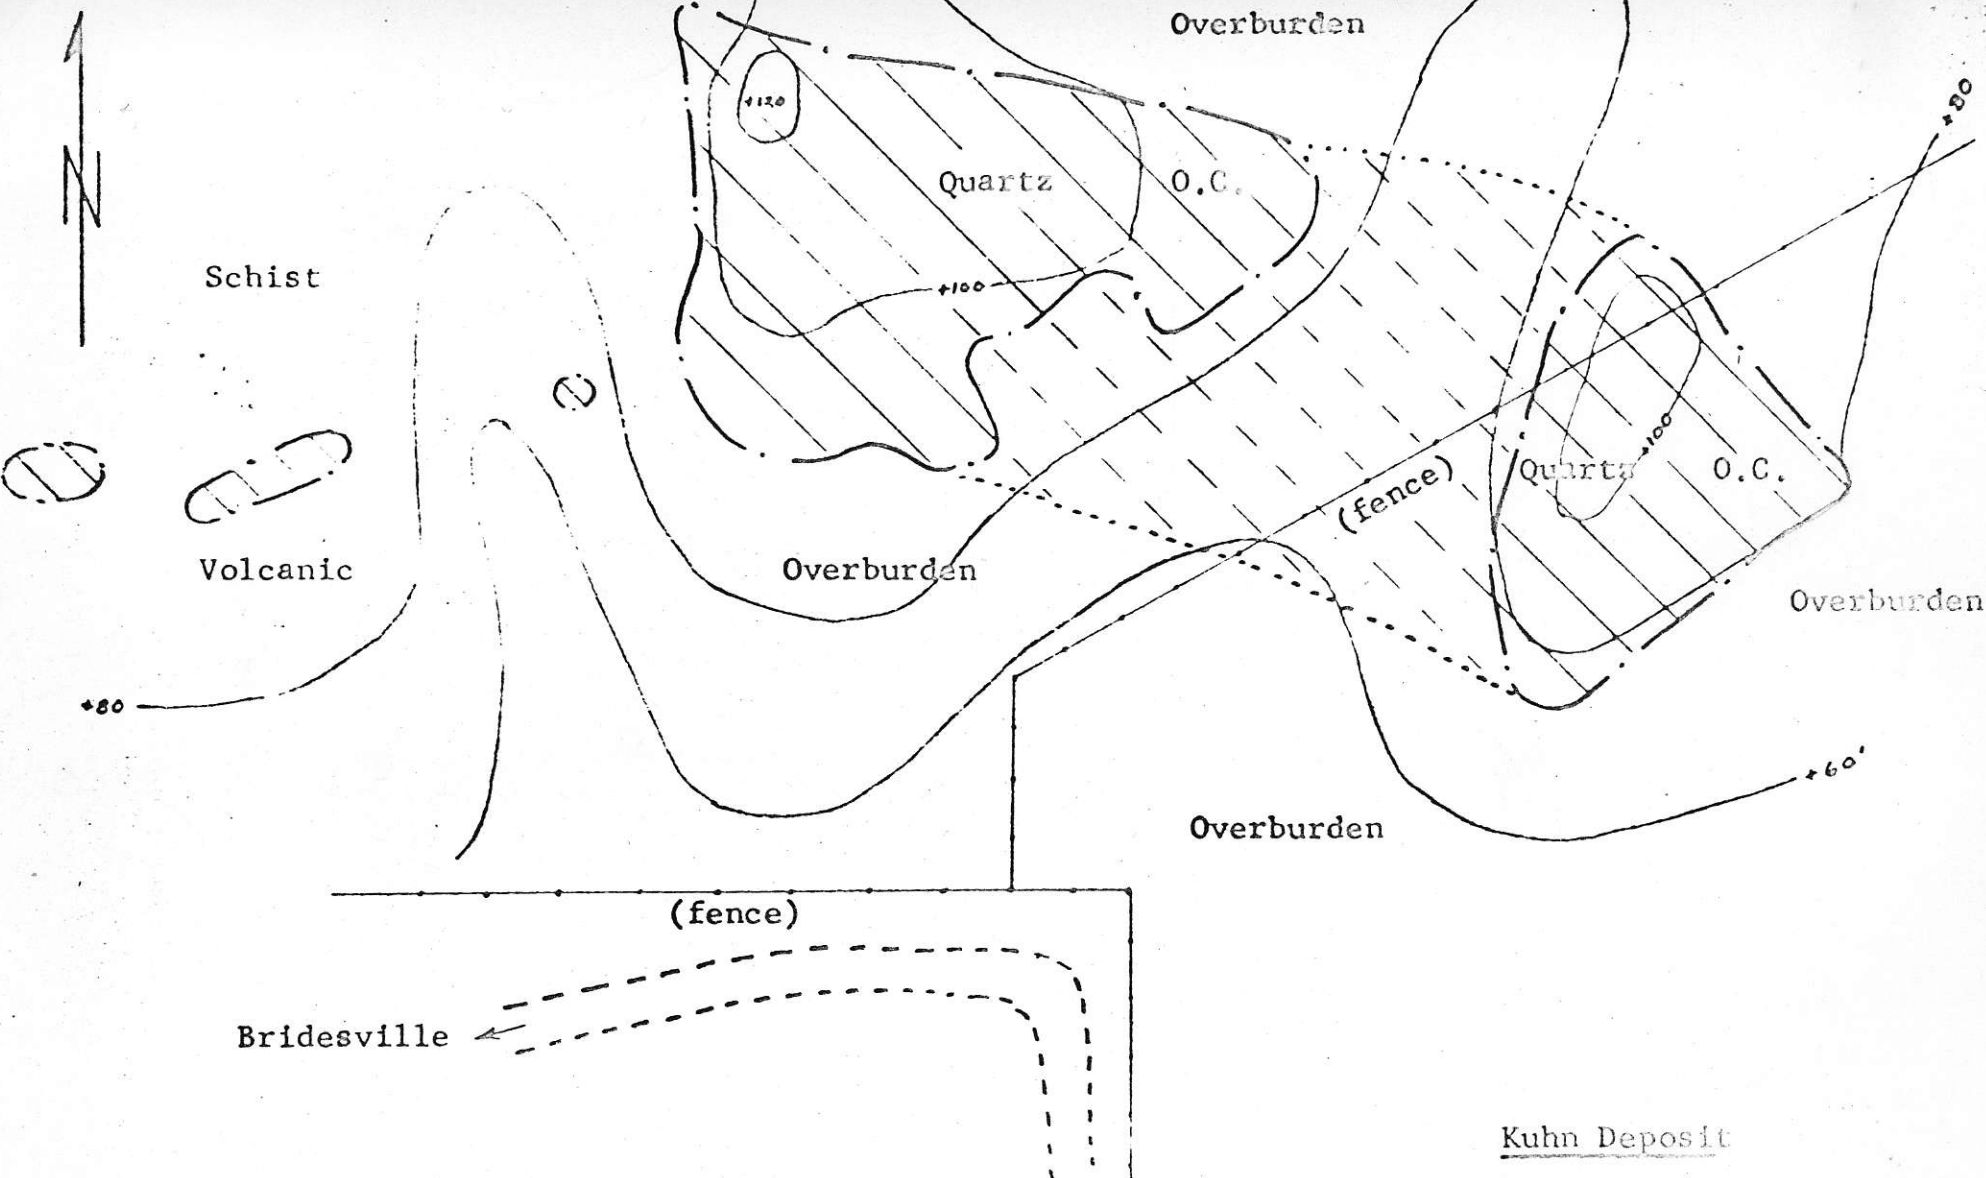 Overburden
+120
+80
N
Quartz O.C.
Schist
+100
+100
Quartz O.C.
(fence)
Volcanic
Overburden
Overburden
+80
+60'
Overburden
(fence)
Bridesville
Kuhn Deposit